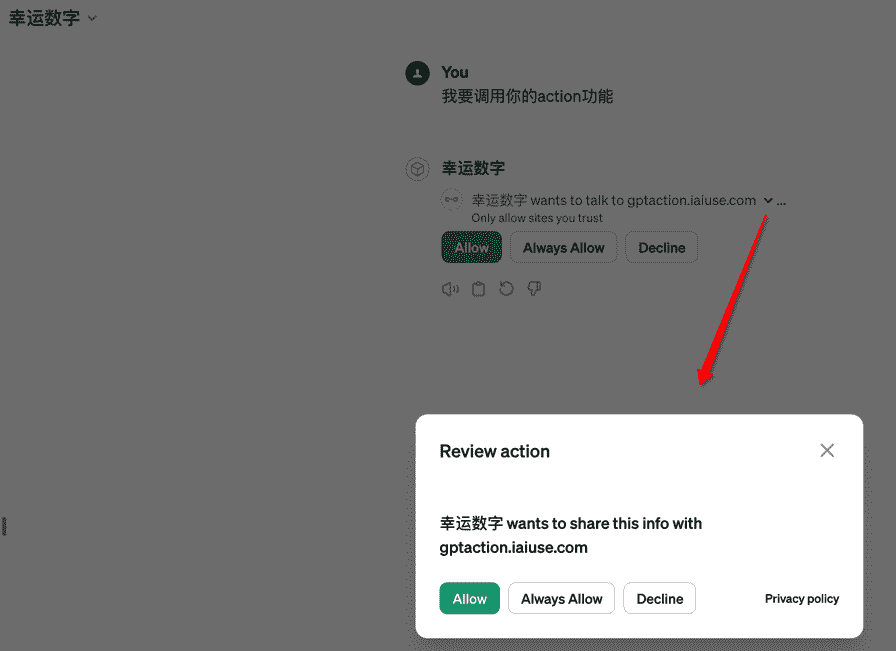 幸运数字
You
我要调用你的action功能
幸运数字
幸运数字 wants to talk to gptaction.iaiuse.com ...
Only allow sites you trust
Allow Always Allow Decline
Review action
幸运数字 wants to share this info with
gptaction.iaiuse.com
Allow Always Allow Decline Privacy policy